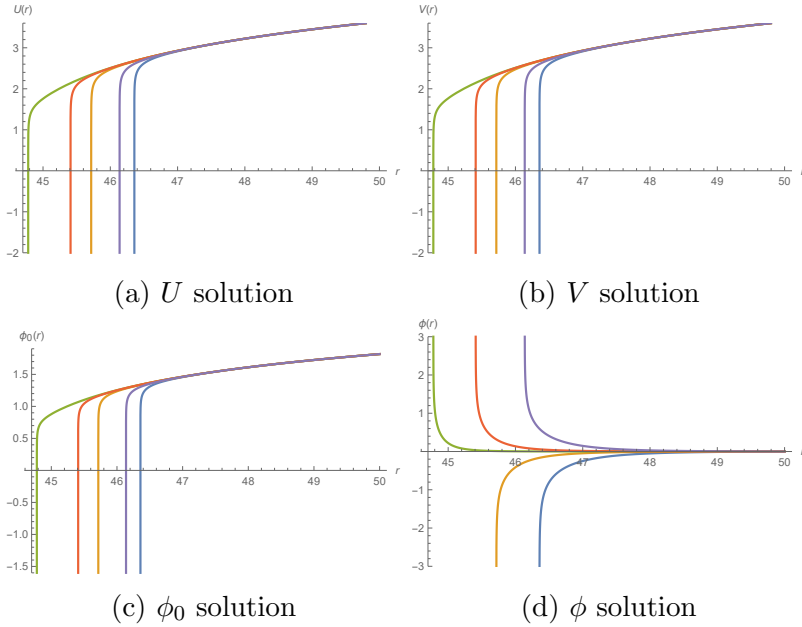 U(r)
3
2
1
45 46 47 48 49 50 r
−1
−2
(a) U solution
V(r)
3
2
1
45 46 47 48 49 50
−1
−2
(b) V solution
ϕ₀(r)
1.5
1.0
0.5
45 46 47 48 49 50 r
−0.5
−1.0
−1.5
(c) ϕ₀ solution
ϕ(r)
3
2
1
45 46 47 48 49 50
−1
−2
−3
(d) ϕ solution